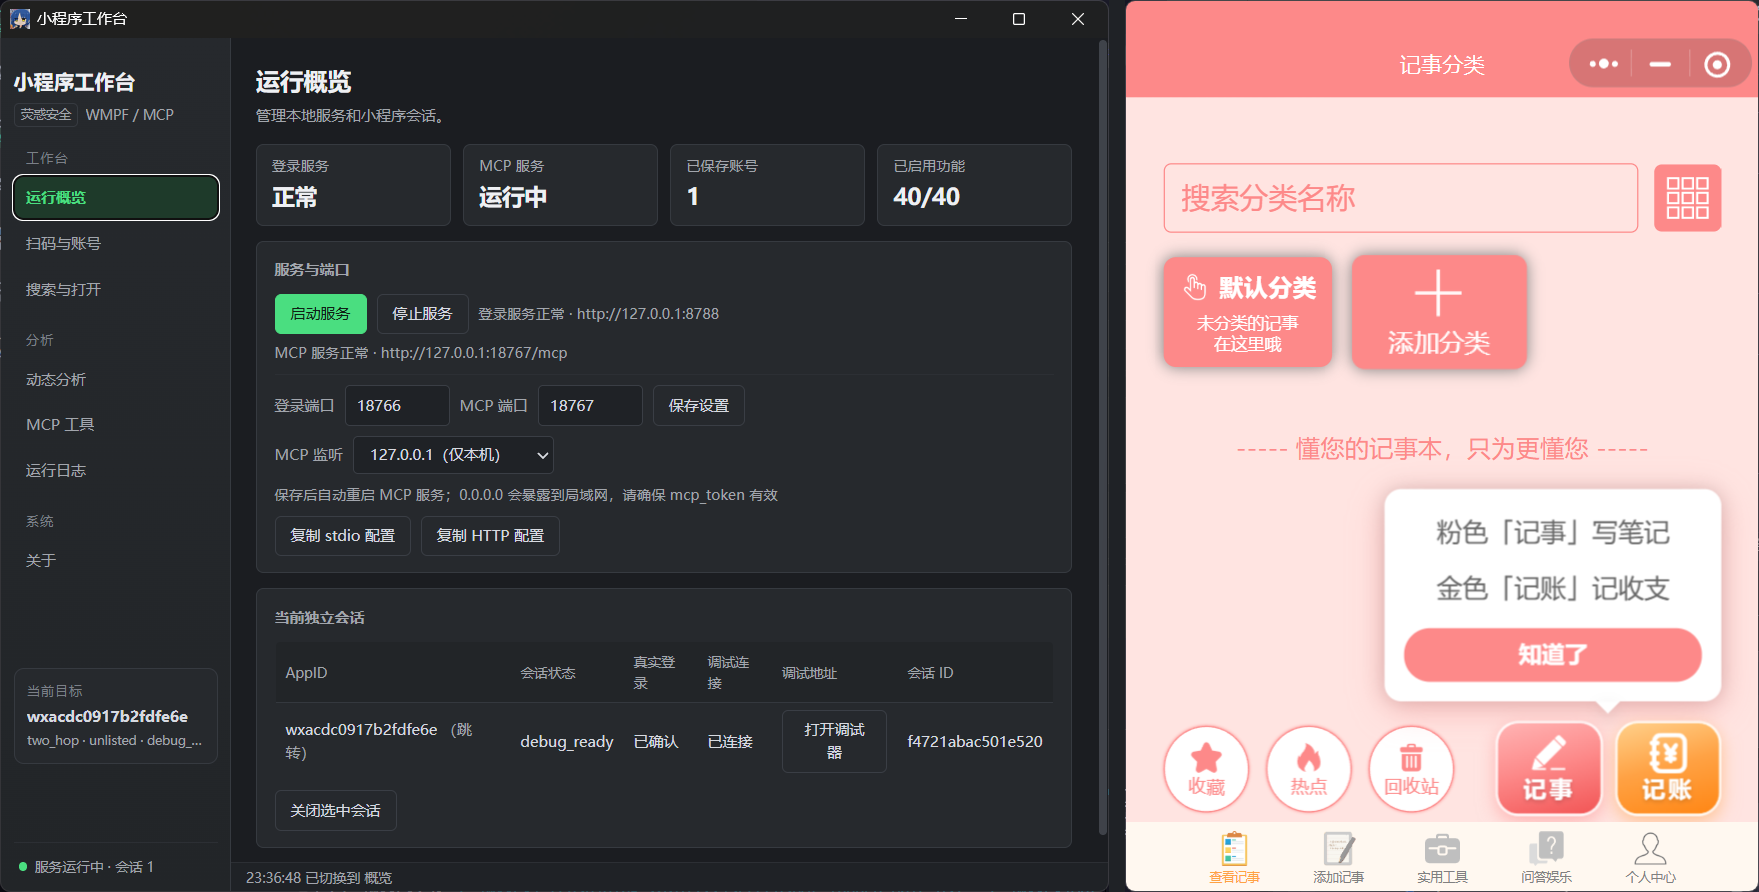 小程序工作台
小程序工作台
荧惑安全 WMPF / MCP
工作台
运行概览
扫码与账号
搜索与打开
分析
动态分析
MCP 工具
运行日志
系统
关于
当前目标
wxacdc0917b2fdfe6e
two_hop · unlisted · debug_...
服务运行中 · 会话 1
运行概览
管理本地服务和小程序会话。
登录服务
正常
MCP 服务
运行中
已保存账号
1
已启用功能
40/40
服务与端口
启动服务 停止服务 登录服务正常 · http://127.0.0.1:8788
MCP 服务正常 · http://127.0.0.1:18767/mcp
登录端口 18766 MCP 端口 18767 保存设置
MCP 监听 127.0.0.1（仅本机）
保存后自动重启 MCP 服务；0.0.0.0 会暴露到局域网，请确保 mcp_token 有效
复制 stdio 配置 复制 HTTP 配置
当前独立会话
AppID 会话状态 真实登录 调试连接 调试地址 会话 ID
wxacdc0917b2fdfe6e （跳转） debug_ready 已确认 已连接 打开调试器 f4721abac501e520
关闭选中会话
23:36:48 已切换到 概览
记事分类
搜索分类名称
默认分类
未分类的记事
在这里哦
添加分类
----- 懂您的记事本，只为更懂您 -----
粉色「记事」写笔记
金色「记账」记收支
知道了
收藏 热点 回收站 记事 记账
查看记事 添加记事 实用工具 问答娱乐 个人中心